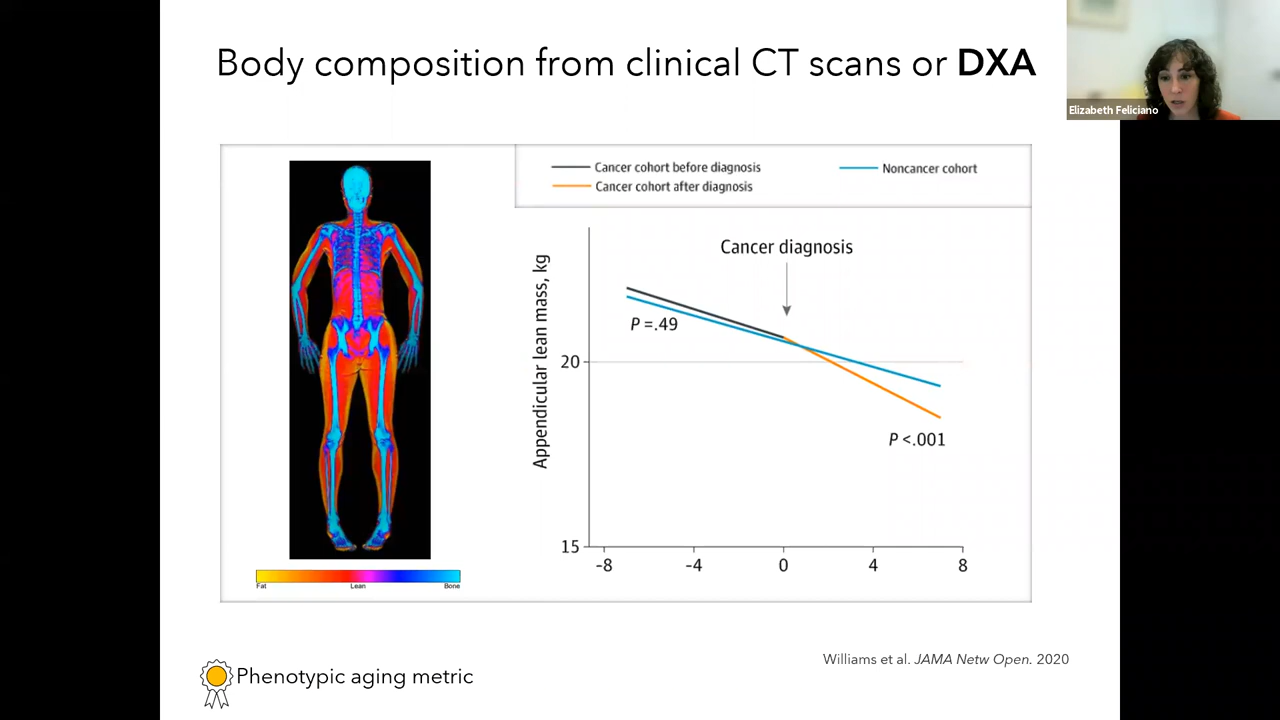 Body composition from clinical CT scans or DXA
Elizabeth Feliciano
Cancer cohort before diagnosis
Noncancer cohort
Cancer cohort after diagnosis
Cancer diagnosis
Appendicular lean mass, kg
P =.49
20
P <.001
15
-8 -4 0 4 8
Fat Lean Bone
Williams et al. JAMA Netw Open. 2020
Phenotypic aging metric